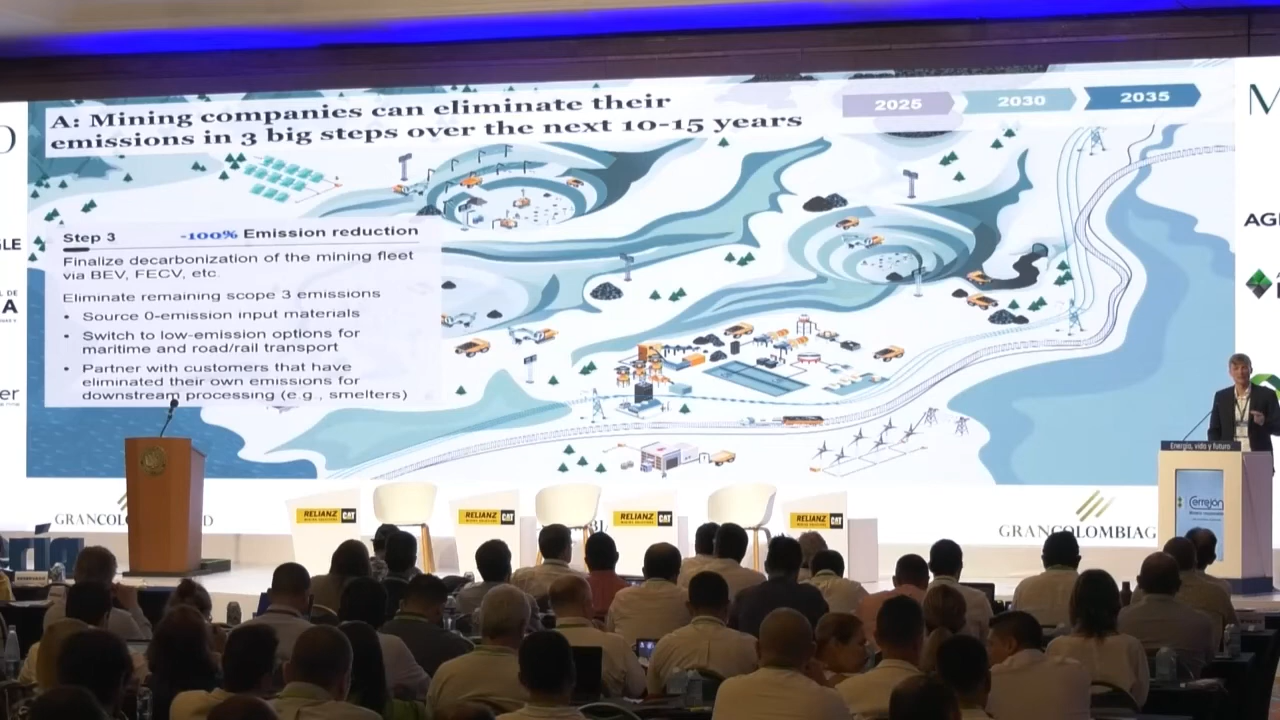 A: Mining companies can eliminate their
emissions in 3 big steps over the next 10-15 years
2025
2030
2035
Step 3
-100% Emission reduction
Finalize decarbonization of the mining fleet
via BEV, FECV, etc.
Eliminate remaining scope 3 emissions
• Source 0-emission input materials
• Switch to low-emission options for
maritime and road/rail transport
• Partner with customers that have
eliminated their own emissions for
downstream processing (e.g., smelters)
Energía, vida y futuro
Cerrejón
RELIANZ
CAT
RELIANZ
CAT
RELIANZ
CAT
RELIANZ
CAT
GRANCOLOMBIAG